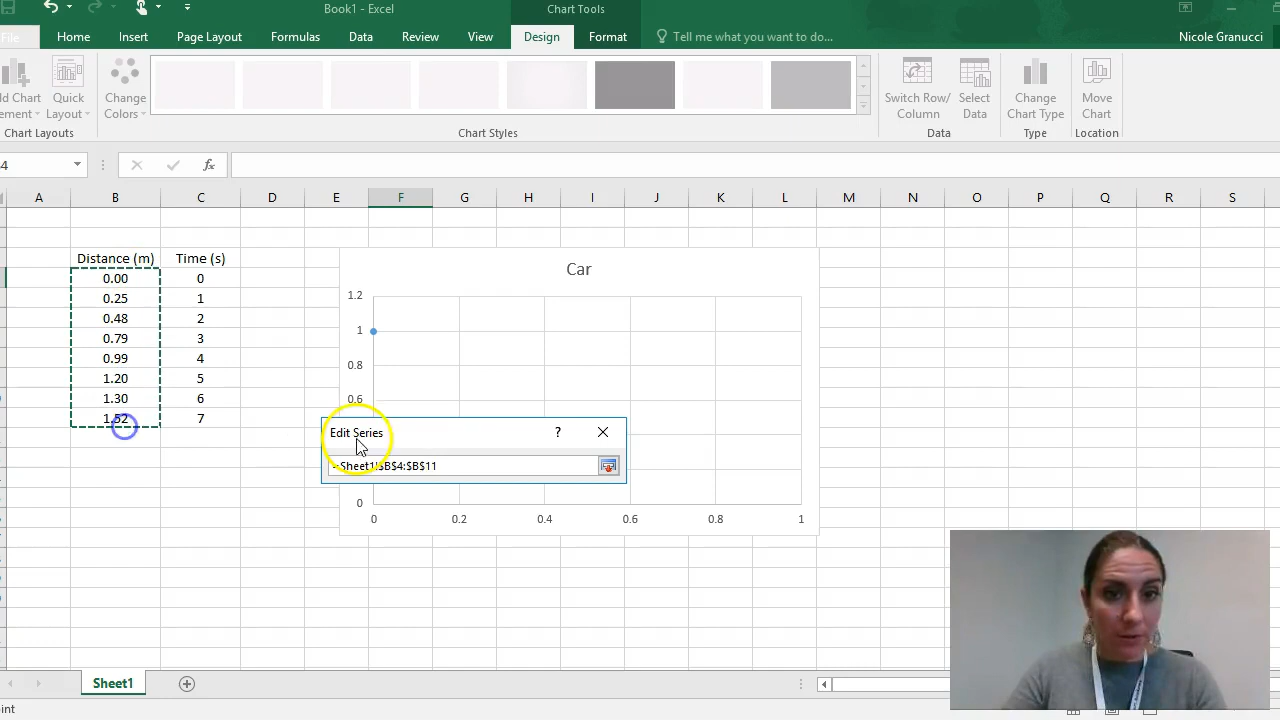 Book1 - Excel
Chart Tools
File
Home
Insert
Page Layout
Formulas
Data
Review
View
Design
Format
Tell me what you want to do...
Nicole Granucci
Quick
Layout
Change
Colors
Switch Row/
Column
Select
Data
Change
Chart Type
Move
Chart
Chart Layouts
Chart Styles
Data
Type
Location
fx
A B C D E F G H I J K L M N O P Q R S
Distance (m) Time (s)
0.00 0
0.25 1
0.48 2
0.79 3
0.99 4
1.20 5
1.30 6
1.52 7
Car
1.2
1
0.8
0.6
0
0 0.2 0.4 0.6 0.8 1
Edit Series
?
=Sheet1!$B$4:$B$11
Sheet1